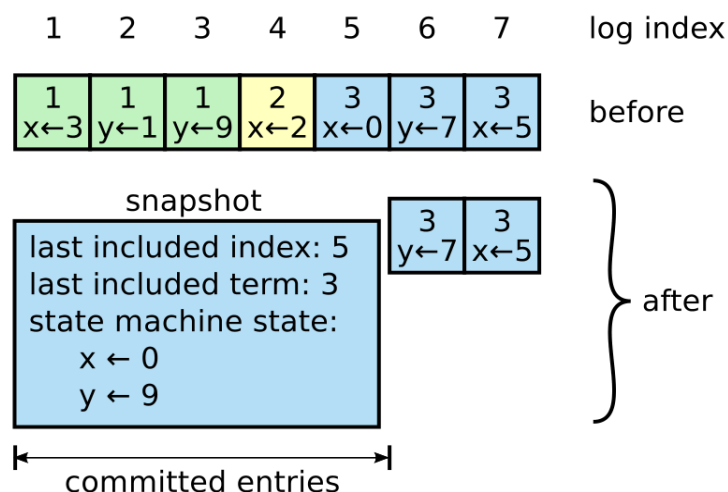 1 2 3 4 5 6 7 log index
1 1 1 2 3 3 3
x←3 y←1 y←9 x←2 x←0 y←7 x←5
before
snapshot
3 3
y←7 x←5
last included index: 5
last included term: 3
state machine state:
x ← 0
y ← 9
after
committed entries